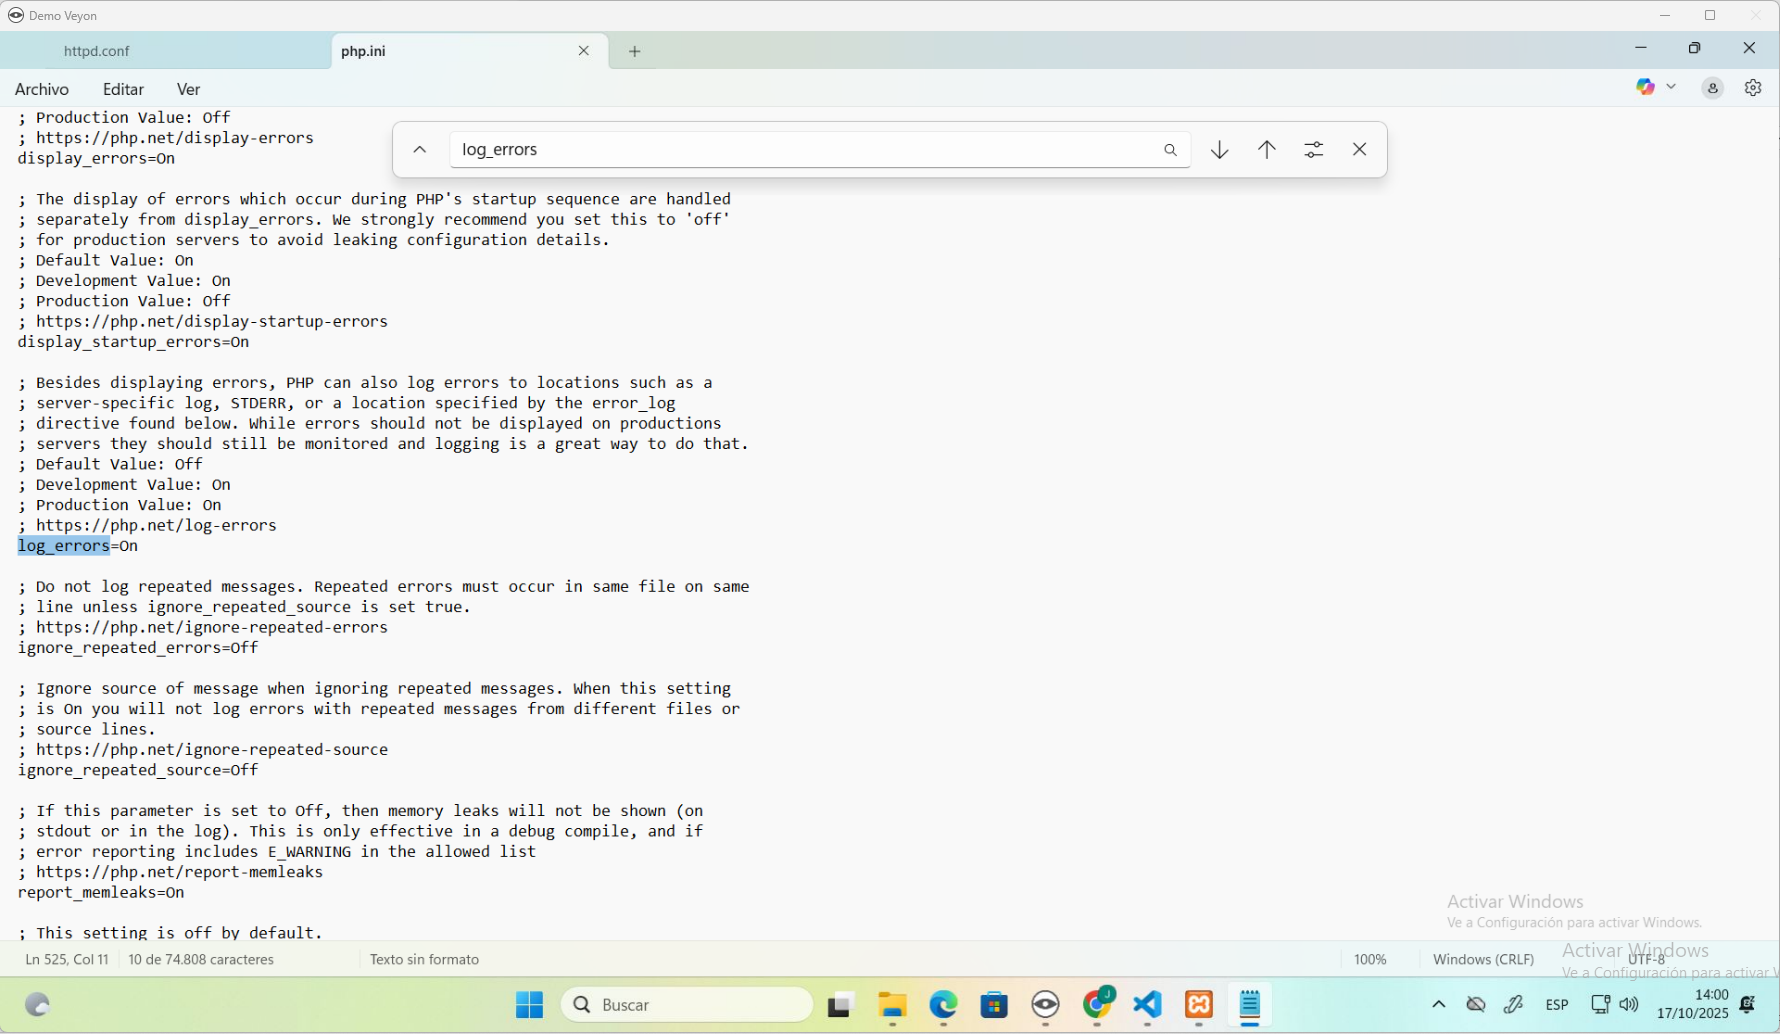 Demo Veyon
httpd.conf
php.ini
Archivo
Editar
Ver
log_errors
; Production Value: Off
; https://php.net/display-errors
display_errors=On
; The display of errors which occur during PHP's startup sequence are handled
; separately from display_errors. We strongly recommend you set this to 'off'
; for production servers to avoid leaking configuration details.
; Default Value: On
; Development Value: On
; Production Value: Off
; https://php.net/display-startup-errors
display_startup_errors=On
; Besides displaying errors, PHP can also log errors to locations such as a
; server-specific log, STDERR, or a location specified by the error_log
; directive found below. While errors should not be displayed on productions
; servers they should still be monitored and logging is a great way to do that.
; Default Value: Off
; Development Value: On
; Production Value: On
; https://php.net/log-errors
log_errors=On
; Do not log repeated messages. Repeated errors must occur in same file on same
; line unless ignore_repeated_source is set true.
; https://php.net/ignore-repeated-errors
ignore_repeated_errors=Off
; Ignore source of message when ignoring repeated messages. When this setting
; is On you will not log errors with repeated messages from different files or
; source lines.
; https://php.net/ignore-repeated-source
ignore_repeated_source=Off
; If this parameter is set to Off, then memory leaks will not be shown (on
; stdout or in the log). This is only effective in a debug compile, and if
; error reporting includes E_WARNING in the allowed list
; https://php.net/report-memleaks
report_memleaks=On
; This setting is off by default.
Activar Windows
Ve a Configuración para activar Windows.
Ln 525, Col 11
10 de 74.808 caracteres
Texto sin formato
100%
Windows (CRLF)
UTF-8
Activar Windows
Ve a Configuración para activar W
Buscar
J
ESP
14:00
17/10/2025